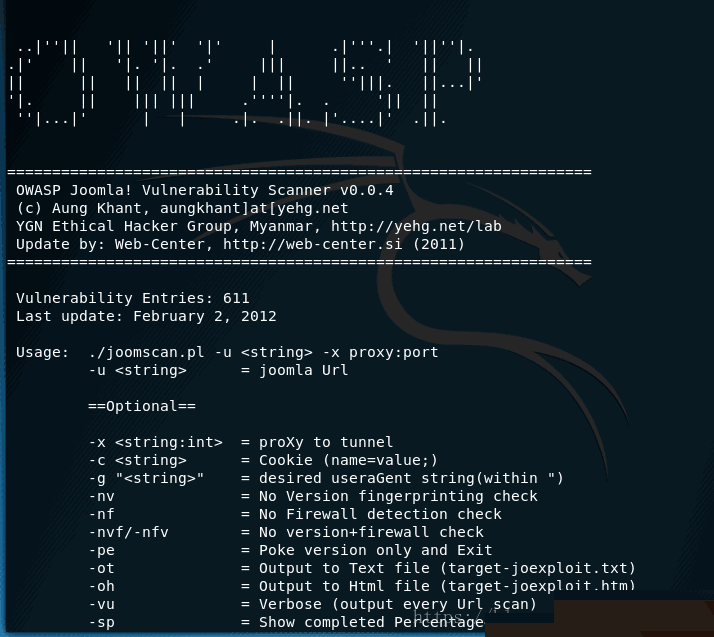 OWASP
=================================================================
OWASP Joomla! Vulnerability Scanner v0.0.4
(c) Aung Khant, aungkhant]at[yehg.net
YGN Ethical Hacker Group, Myanmar, http://yehg.net/lab
Update by: Web-Center, http://web-center.si (2011)
=================================================================
Vulnerability Entries: 611
Last update: February 2, 2012
Usage:  ./joomscan.pl -u <string> -x proxy:port
-u <string>      = joomla Url
==Optional==
-x <string:int>  = proXy to tunnel
-c <string>      = Cookie (name=value;)
-g "<string>"    = desired useraGent string(within ")
-nv              = No Version fingerprinting check
-nf              = No Firewall detection check
-nvf/-nfv        = No version+firewall check
-pe              = Poke version only and Exit
-ot              = Output to Text file (target-joexploit.txt)
-oh              = Output to Html file (target-joexploit.htm)
-vu              = Verbose (output every Url scan)
-sp              = Show completed Percentage
https:/